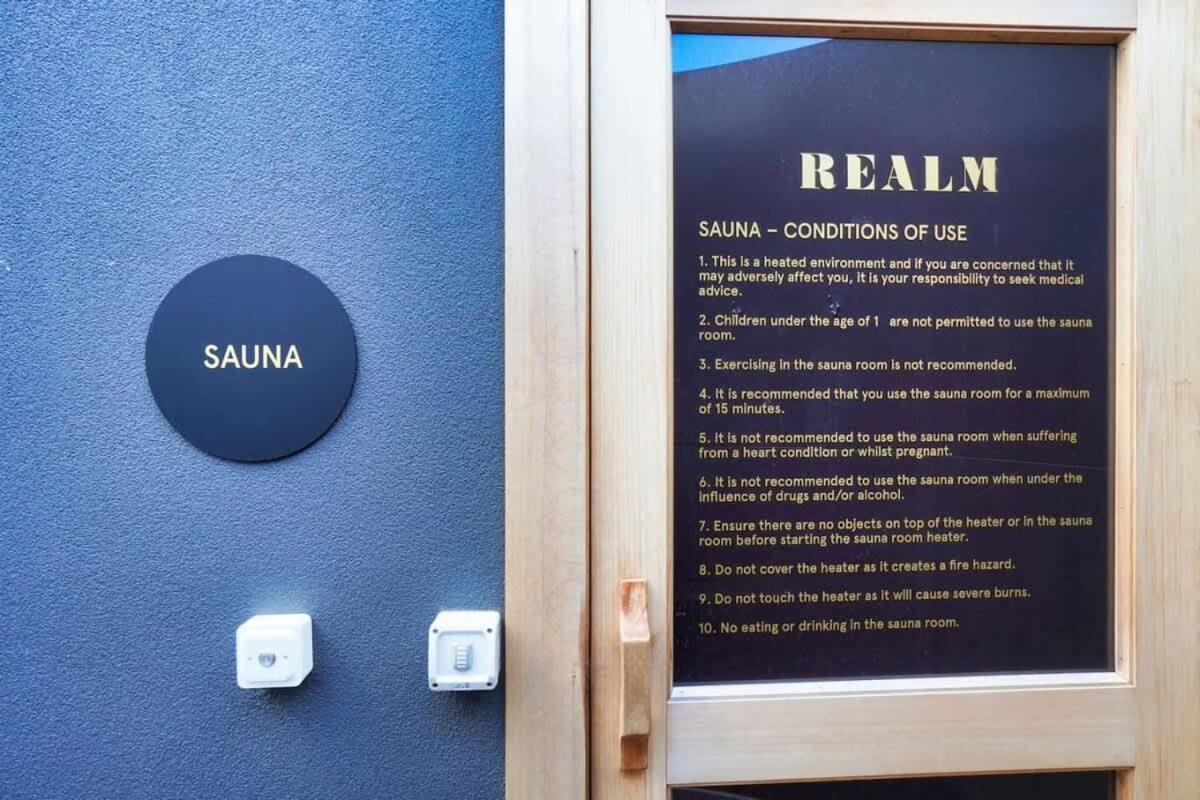 SAUNA
REALM
SAUNA – CONDITIONS OF USE
1. This is a heated environment and if you are concerned that it
may adversely affect you, it is your responsibility to seek medical
advice.
2. Children under the age of 1 are not permitted to use the sauna
room.
3. Exercising in the sauna room is not recommended.
4. It is recommended that you use the sauna room for a maximum
of 15 minutes.
5. It is not recommended to use the sauna room when suffering
from a heart condition or whilst pregnant.
6. It is not recommended to use the sauna room when under the
influence of drugs and/or alcohol.
7. Ensure there are no objects on top of the heater or in the sauna
room before starting the sauna room heater.
8. Do not cover the heater as it creates a fire hazard.
9. Do not touch the heater as it will cause severe burns.
10. No eating or drinking in the sauna room.